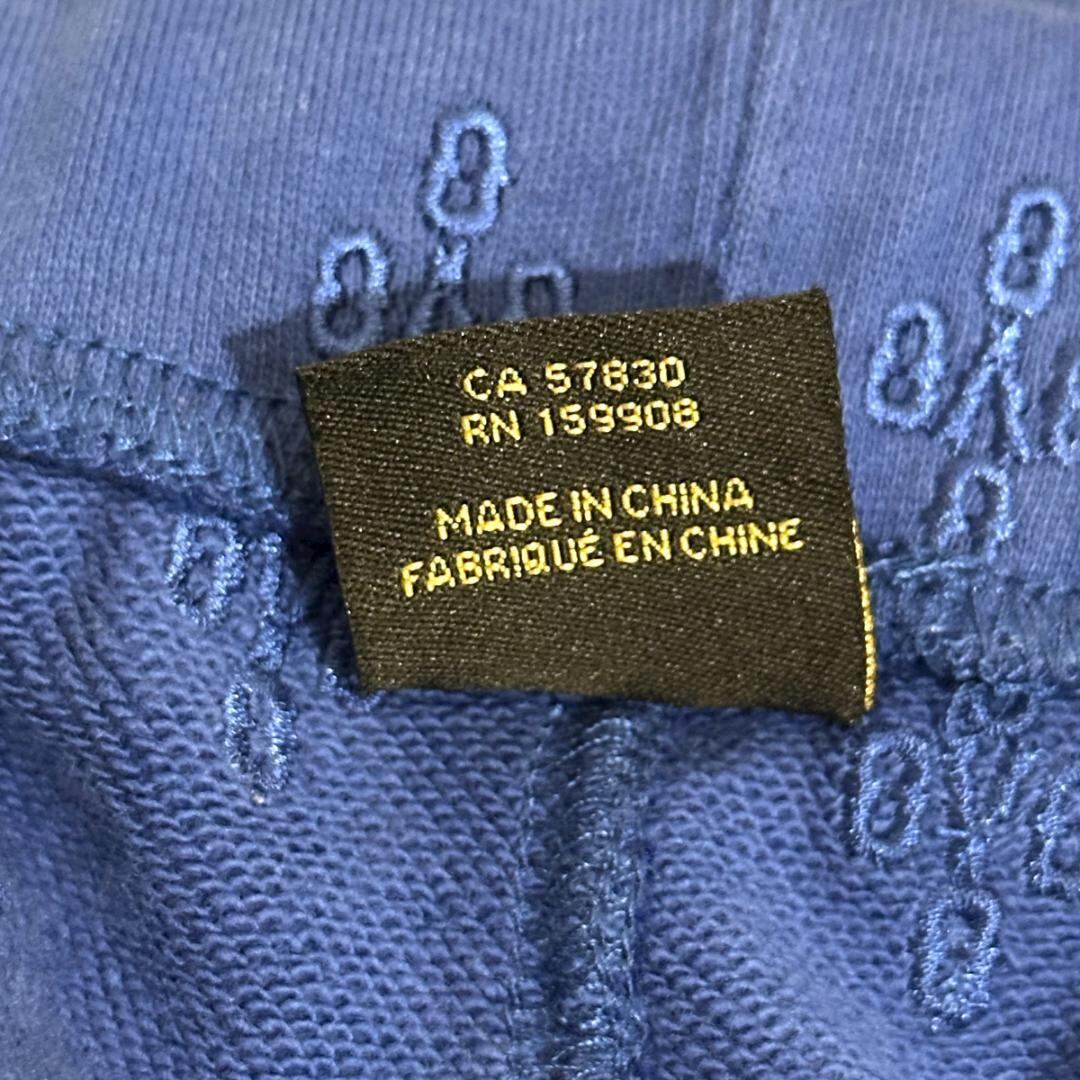 CA 57830
RN 159908
MADE IN CHINA
FABRIQUÉ EN CHINE